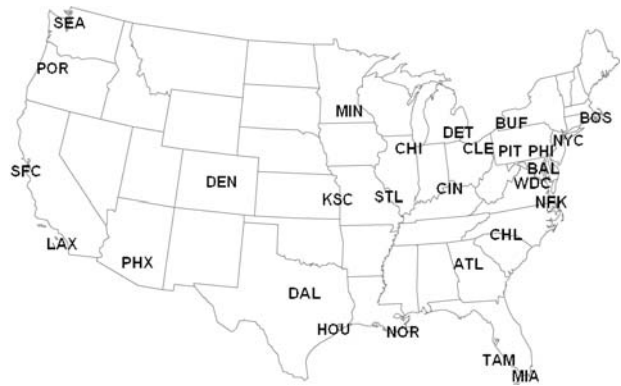 SEA
POR
MIN
BUF
BOS
DET
NYC
CHI
CLE
PIT PHI
SFC
BAL
DEN
WDC
CIN
STL
KSC
NFK
CHL
LAX
PHX
ATL
DAL
HOU
NOR
TAM
MIA